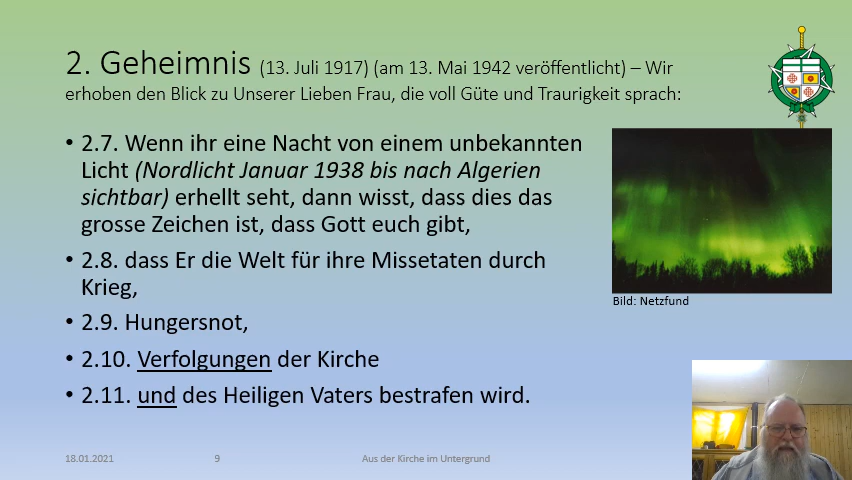 2. Geheimnis (13. Juli 1917) (am 13. Mai 1942 veröffentlicht) – Wir
erhoben den Blick zu Unserer Lieben Frau, die voll Güte und Traurigkeit sprach:
• 2.7. Wenn ihr eine Nacht von einem unbekannten
Licht (Nordlicht Januar 1938 bis nach Algerien
sichtbar) erhellt seht, dann wisst, dass dies das
grosse Zeichen ist, dass Gott euch gibt,
• 2.8. dass Er die Welt für ihre Missetaten durch
Krieg,
• 2.9. Hungersnot,
• 2.10. Verfolgungen der Kirche
• 2.11. und des Heiligen Vaters bestrafen wird.
Bild: Netzfund
18.01.2021
9
Aus der Kirche im Untergrund